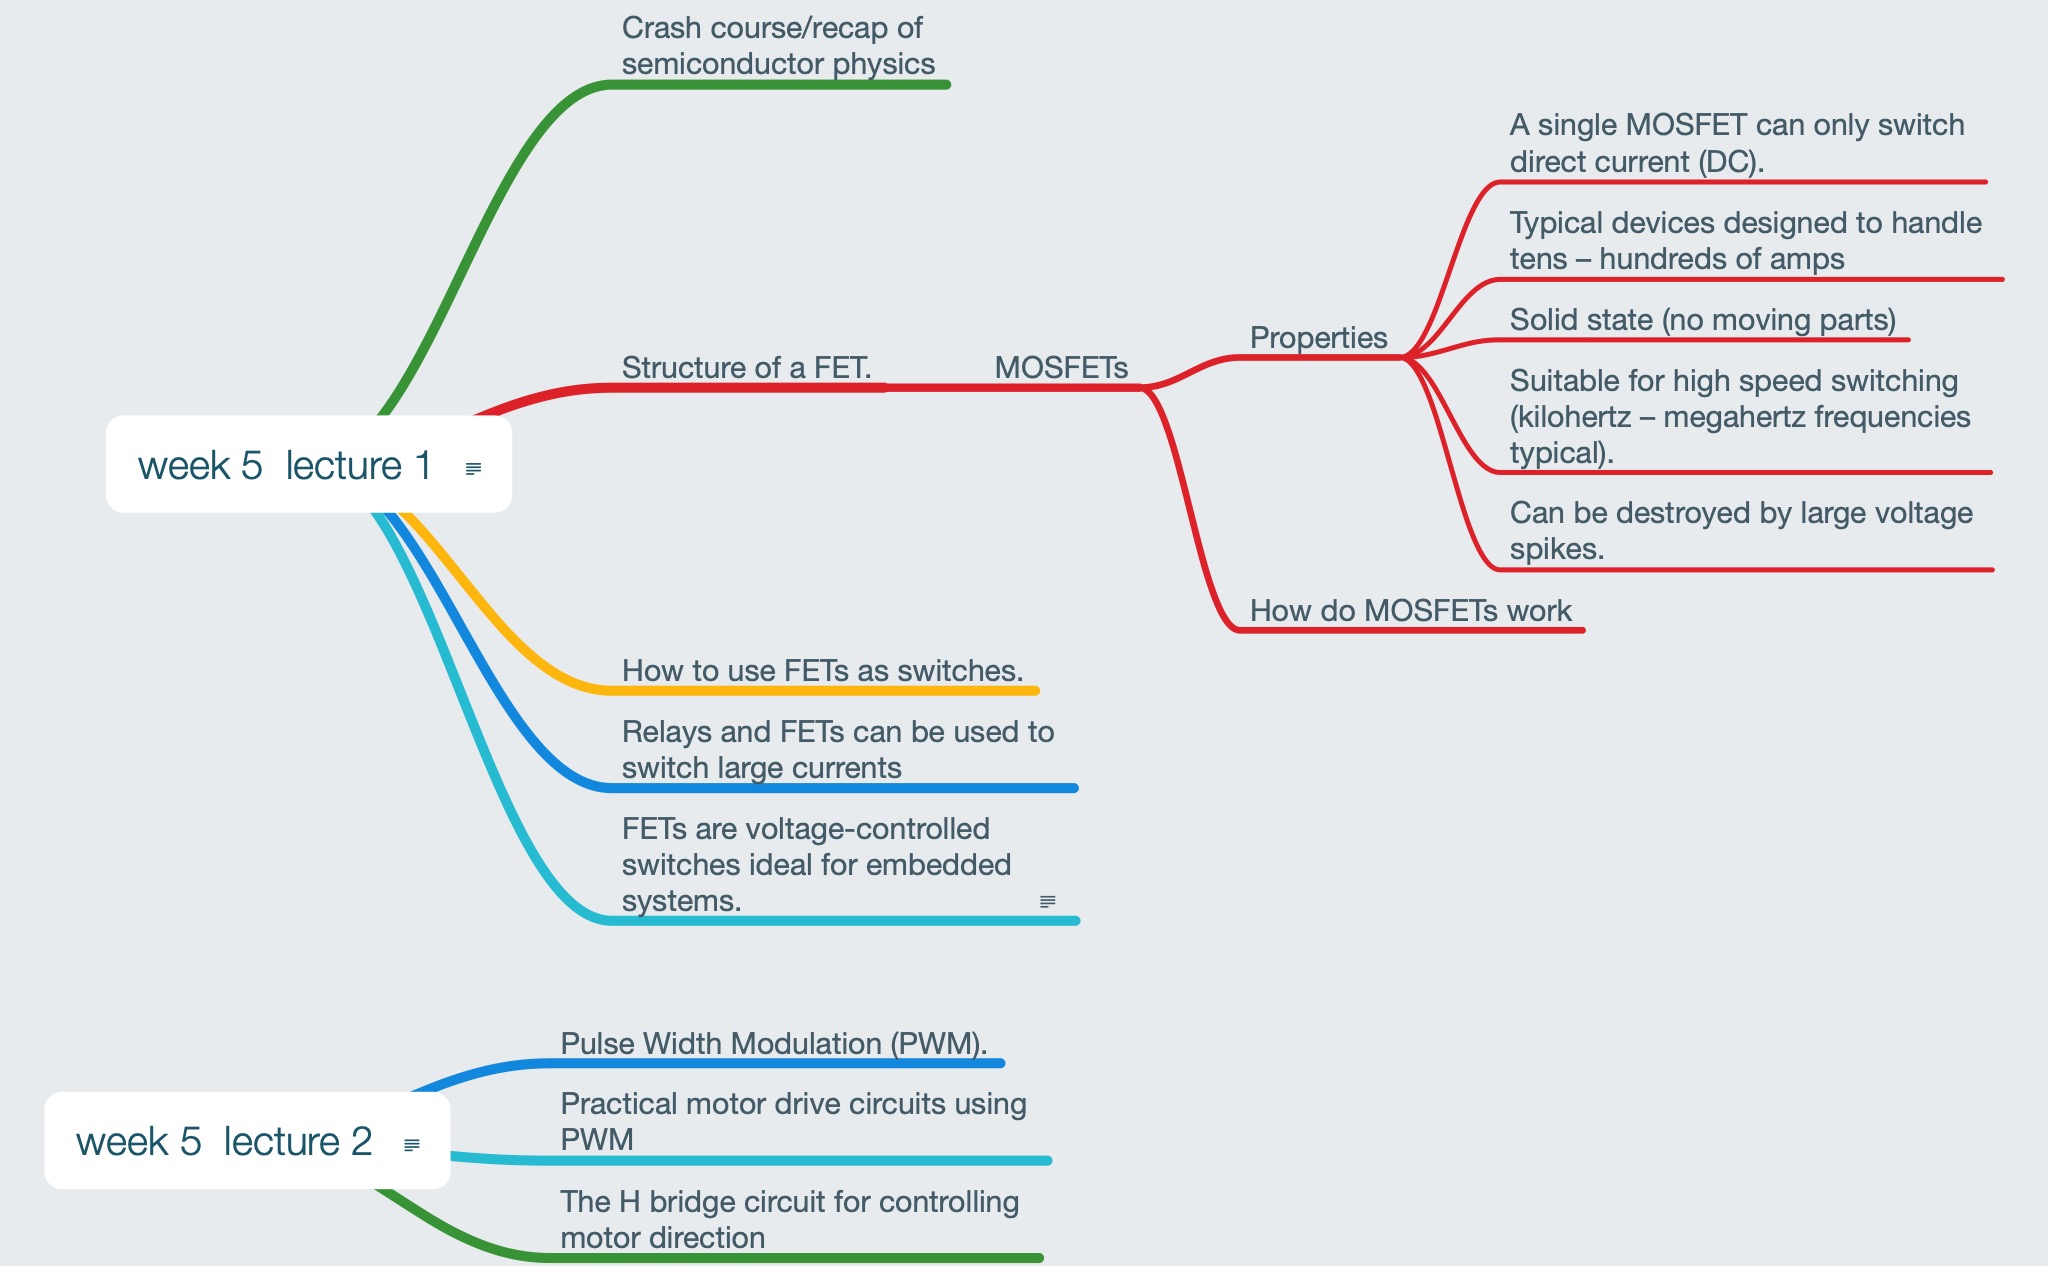 Crash course/recap of
semiconductor physics
A single MOSFET can only switch
direct current (DC).
Typical devices designed to handle
tens – hundreds of amps
Solid state (no moving parts)
Properties
Structure of a FET.
MOSFETs
Suitable for high speed switching
(kilohertz – megahertz frequencies
typical).
week 5  lecture 1
Can be destroyed by large voltage
spikes.
How do MOSFETs work
How to use FETs as switches.
Relays and FETs can be used to
switch large currents
FETs are voltage-controlled
switches ideal for embedded
systems.
Pulse Width Modulation (PWM).
week 5  lecture 2
Practical motor drive circuits using
PWM
The H bridge circuit for controlling
motor direction